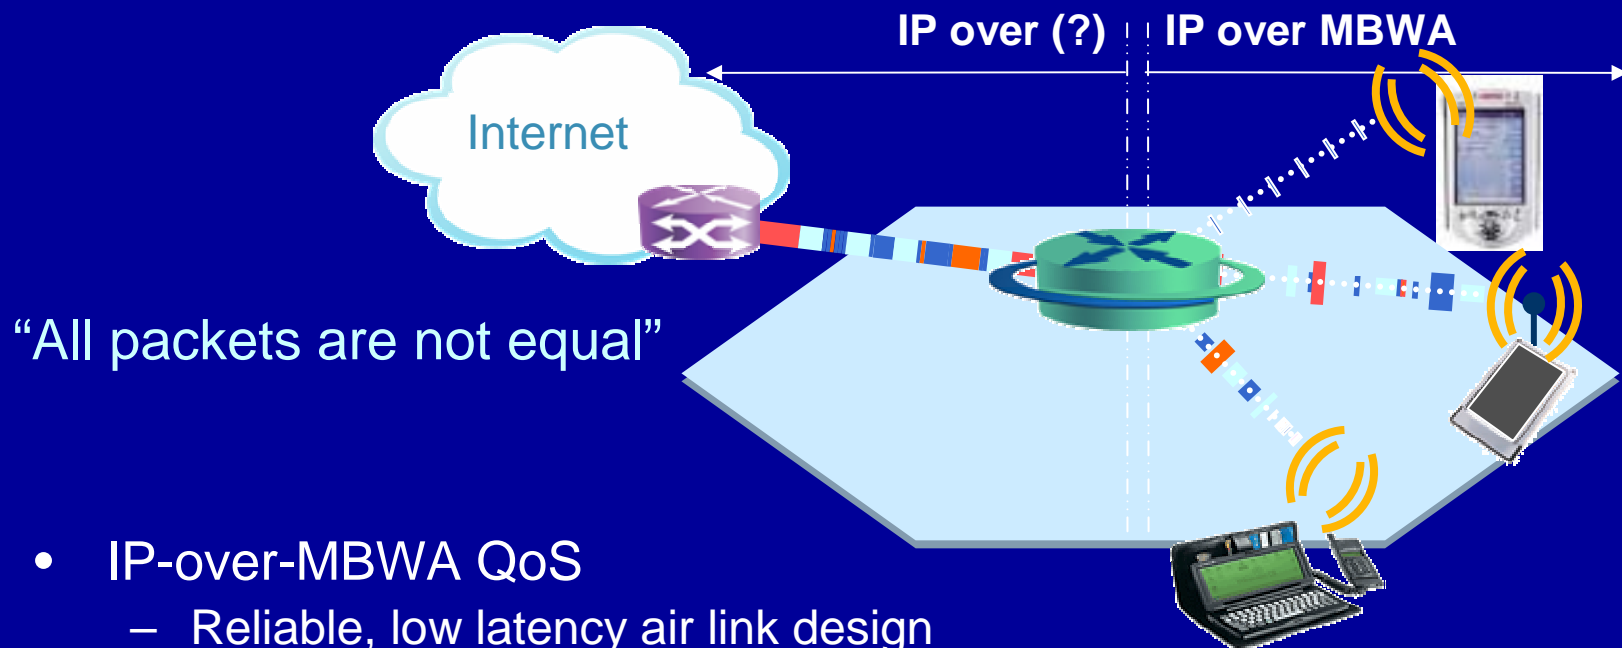 IP over (?) IP over MBWA
Internet
“All packets are not equal”
• IP-over-MBWA QoS
– Reliable, low latency air link design